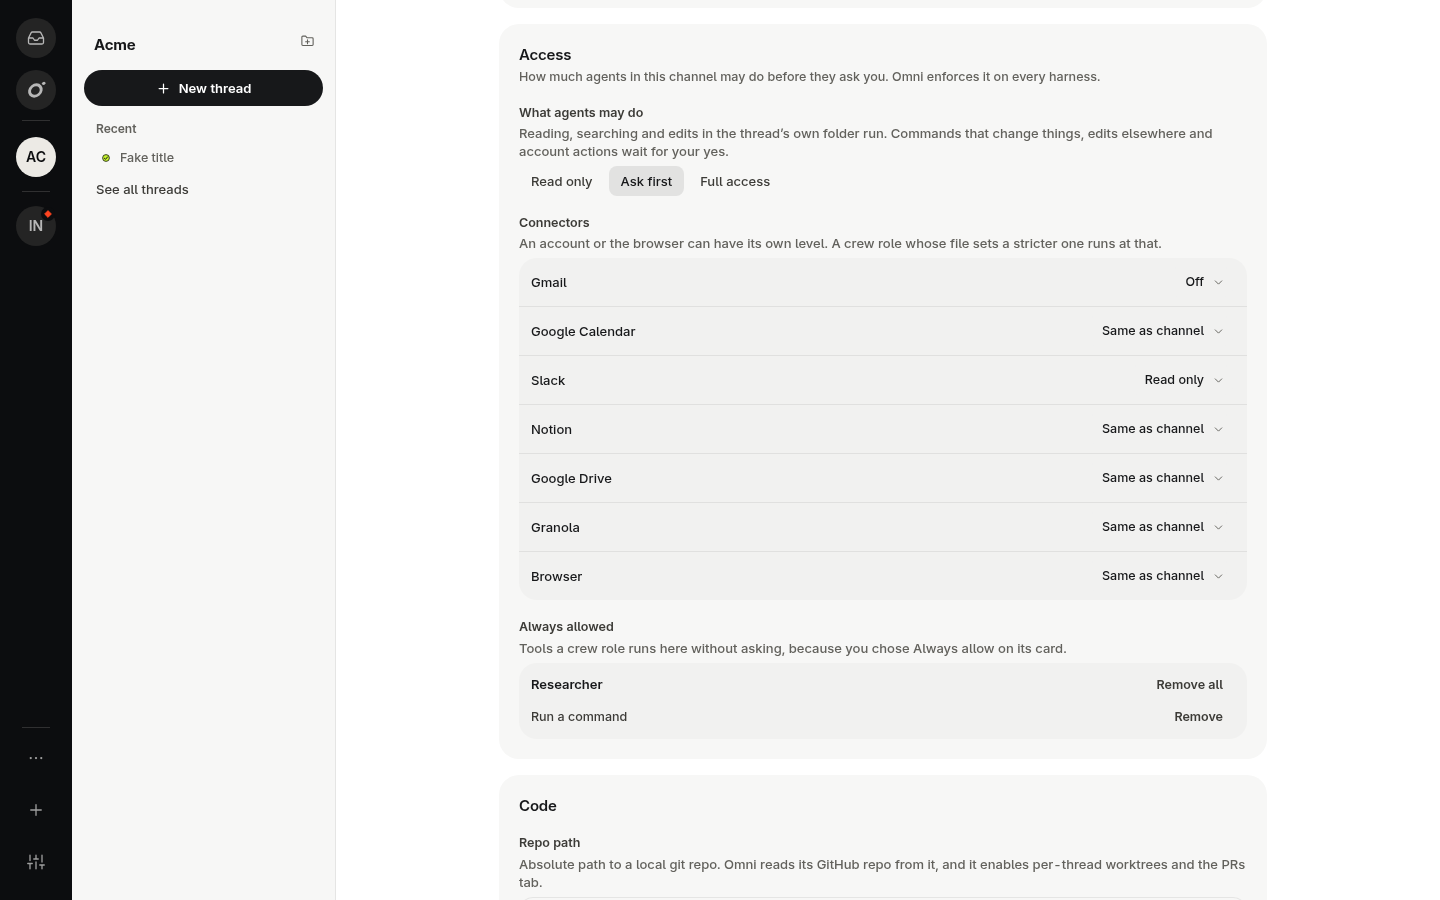 Acme
New thread
Recent
Fake title
See all threads
AC
IN
Access
How much agents in this channel may do before they ask you. Omni enforces it on every harness.
What agents may do
Reading, searching and edits in the thread’s own folder run. Commands that change things, edits elsewhere and
account actions wait for your yes.
Read only
Ask first
Full access
Connectors
An account or the browser can have its own level. A crew role whose file sets a stricter one runs at that.
Gmail Off
Google Calendar Same as channel
Slack Read only
Notion Same as channel
Google Drive Same as channel
Granola Same as channel
Browser Same as channel
Always allowed
Tools a crew role runs here without asking, because you chose Always allow on its card.
Researcher Remove all
Run a command Remove
Code
Repo path
Absolute path to a local git repo. Omni reads its GitHub repo from it, and it enables per-thread worktrees and the PRs
tab.